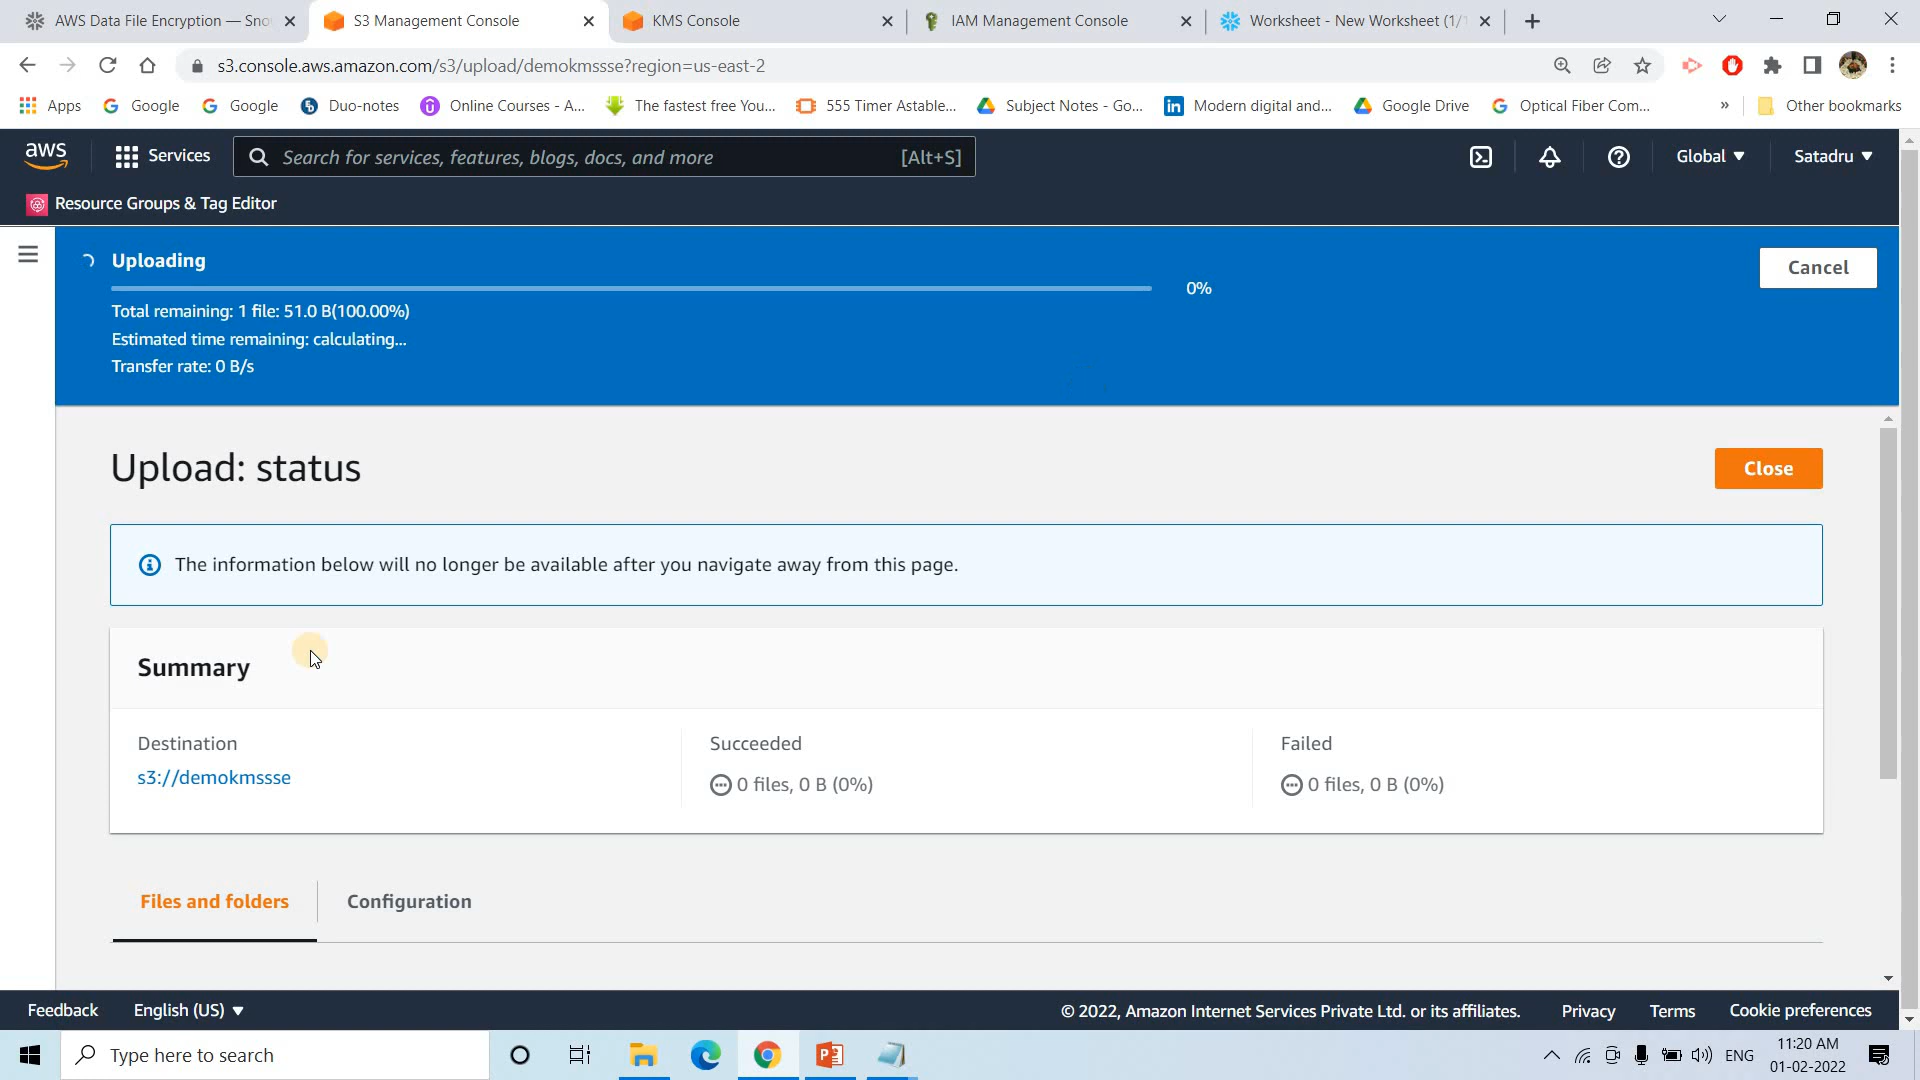 AWS Data File Encryption — Sno
S3 Management Console
KMS Console
IAM Management Console
Worksheet - New Worksheet (1/1
s3.console.aws.amazon.com/s3/upload/demokmssse?region=us-east-2
Apps
Google
Google
Duo-notes
Online Courses - A...
The fastest free You...
555 Timer Astable...
Subject Notes - Go...
Modern digital and...
Google Drive
Optical Fiber Com...
»
Other bookmarks
aws
Services
Search for services, features, blogs, docs, and more
[Alt+S]
Global
Satadru
Resource Groups & Tag Editor
Uploading
Cancel
0%
Total remaining: 1 file: 51.0 B(100.00%)
Estimated time remaining: calculating...
Transfer rate: 0 B/s
Upload: status
Close
The information below will no longer be available after you navigate away from this page.
Summary
Destination
s3://demokmssse
Succeeded
0 files, 0 B (0%)
Failed
0 files, 0 B (0%)
Files and folders
Configuration
Feedback
English (US)
© 2022, Amazon Internet Services Private Ltd. or its affiliates.
Privacy
Terms
Cookie preferences
Type here to search
ENG
11:20 AM
01-02-2022